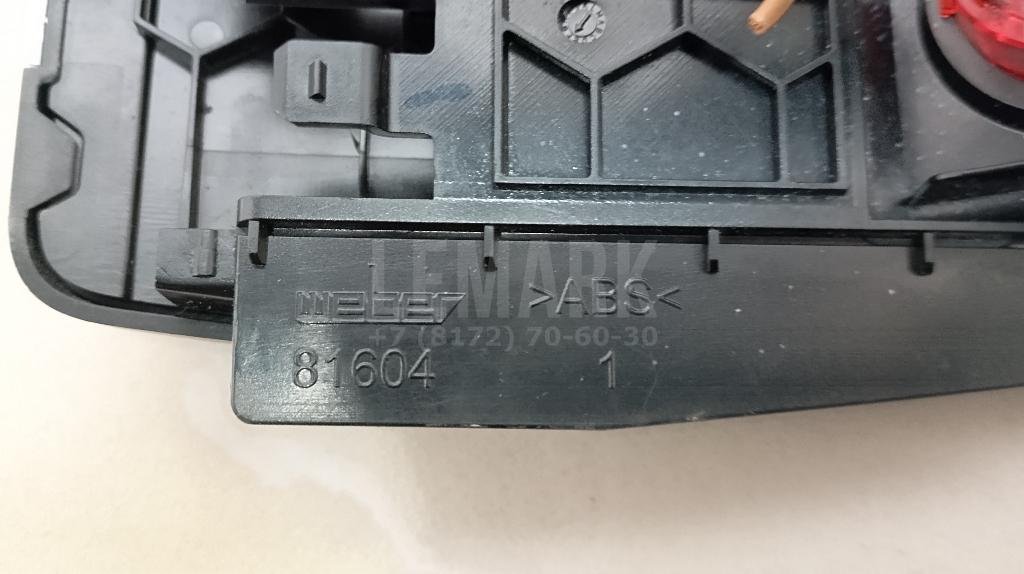 LEMARK
weber >ABS<
+7 (8172) 70-60-30
81604 1